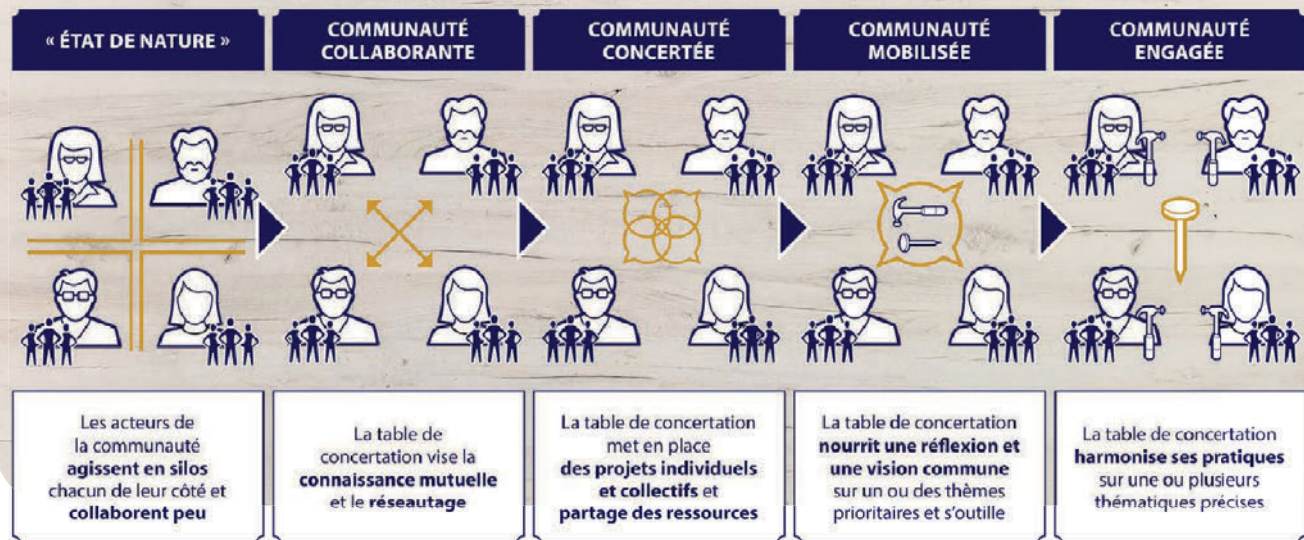 « ÉTAT DE NATURE »
COMMUNAUTÉ
COLLABORANTE
COMMUNAUTÉ
CONCERTÉE
COMMUNAUTÉ
MOBILISÉE
COMMUNAUTÉ
ENGAGÉE
Les acteurs de
la communauté
agissent en silos
chacun de leur côté et
collaborent peu
La table de
concertation vise la
connaissance mutuelle
et le réseautage
La table de concertation
met en place
des projets individuels
et collectifs et
partage des ressources
La table de concertation
nourrit une réflexion et
une vision commune
sur un ou des thèmes
prioritaires et s'outille
La table de concertation
harmonise ses pratiques
sur une ou plusieurs
thématiques précises